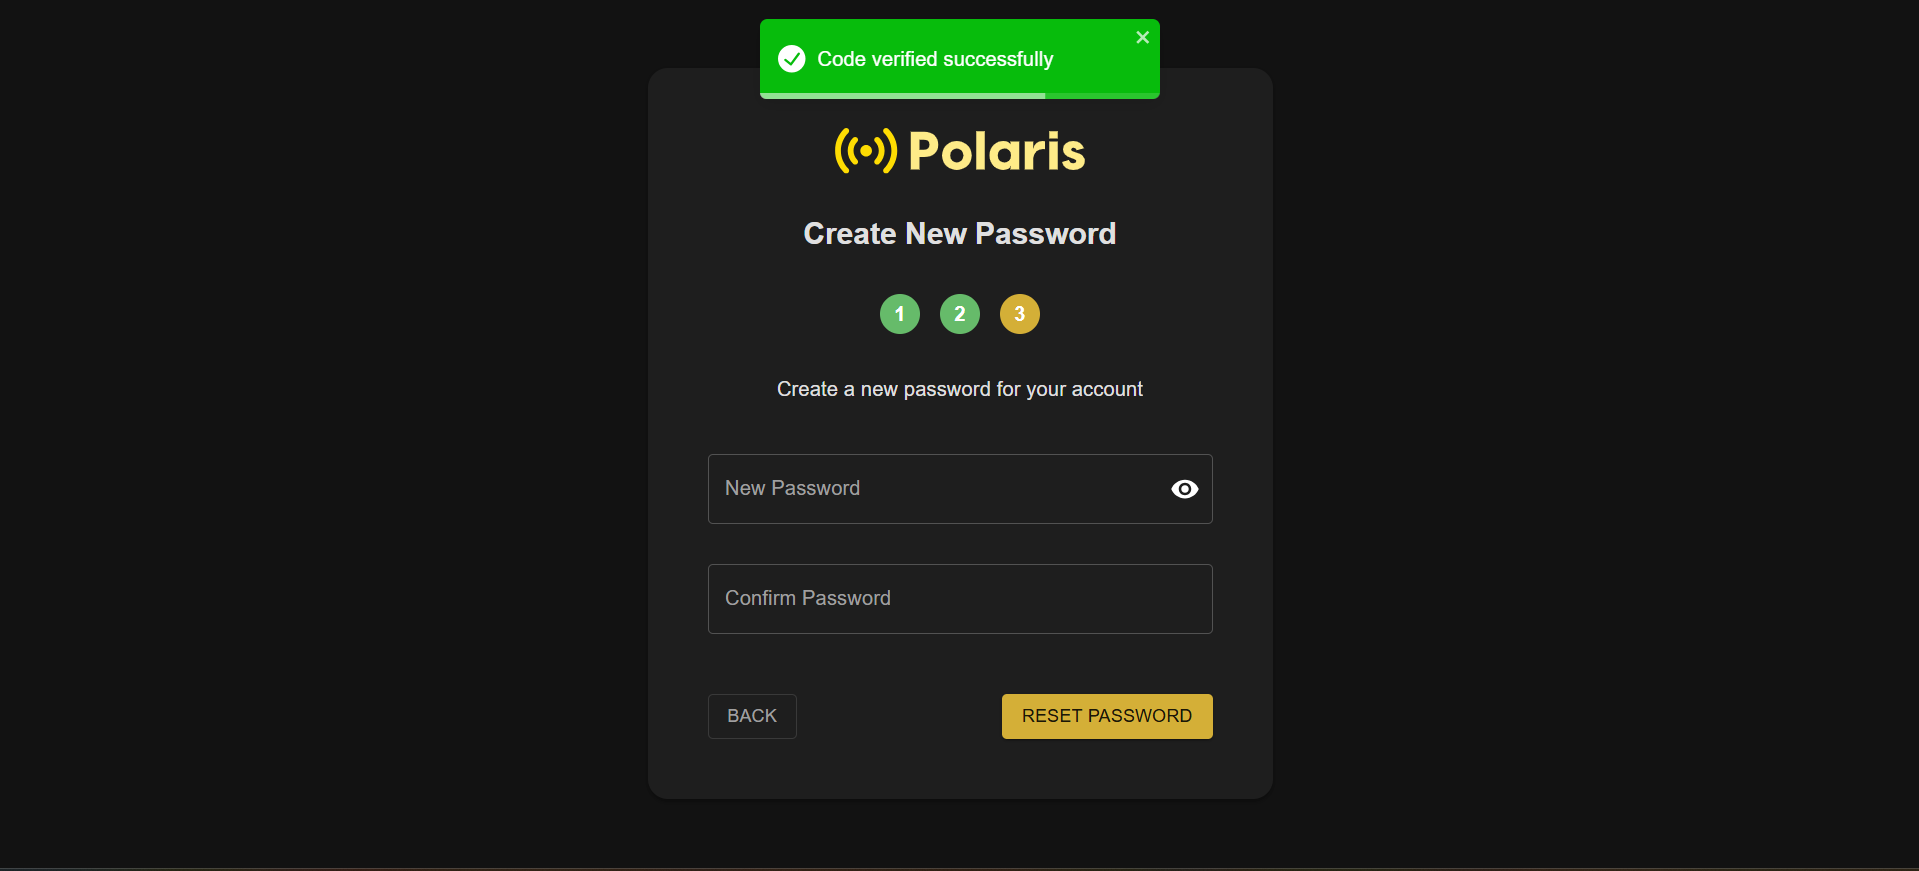 Code verified successfully
Polaris
Create New Password
1 2 3
Create a new password for your account
New Password
Confirm Password
BACK RESET PASSWORD